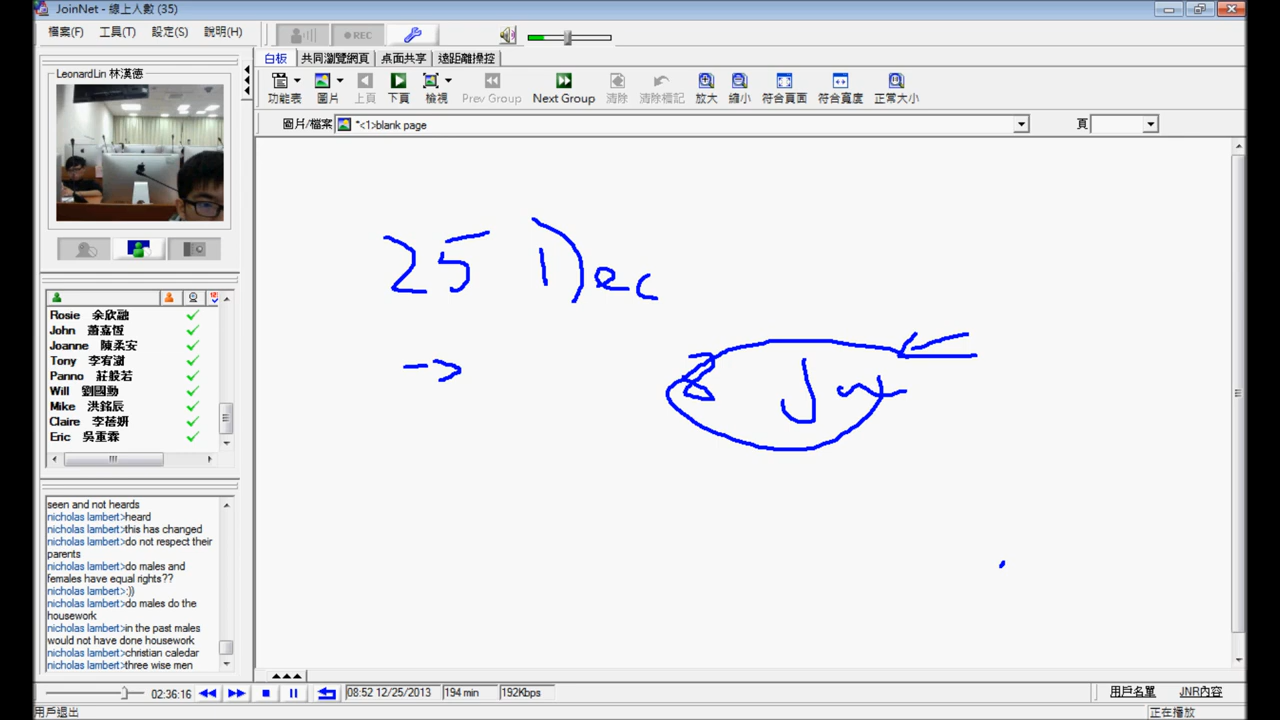 JoinNet - 線上人數 (35)
檔案(F) 工具(T) 設定(S) 說明(H)
REC
LeonardLin 林漢德
白板 共同瀏覽網頁 桌面共享 遠距離操控
功能表 圖片 上頁 下頁 檢視 Prev Group Next Group 清除 清除標記 放大 縮小 符合頁面 符合寬度 正常大小
圖片/檔案 *<1>blank page 頁
25 Dec
->
8 Jan
Rosie 余欣融
John 蕭嘉恆
Joanne 陳柔安
Tony 李宥澍
Panno 莊般若
Will 劉國勳
Mike 洪銘辰
Claire 李蓓妍
Eric 吳重霖
seen and not heards
nicholas lambert>heard
nicholas lambert>this has changed
nicholas lambert>do not respect their
parents
nicholas lambert>do males and
females have equal rights??
nicholas lambert>:))
nicholas lambert>do males do the
housework
nicholas lambert>in the past males
would not have done housework
nicholas lambert>christian caledar
nicholas lambert>three wise men
02:36:16 08:52 12/25/2013 194 min 192Kbps 用戶名單 JNR內容
用戶退出 正在播放